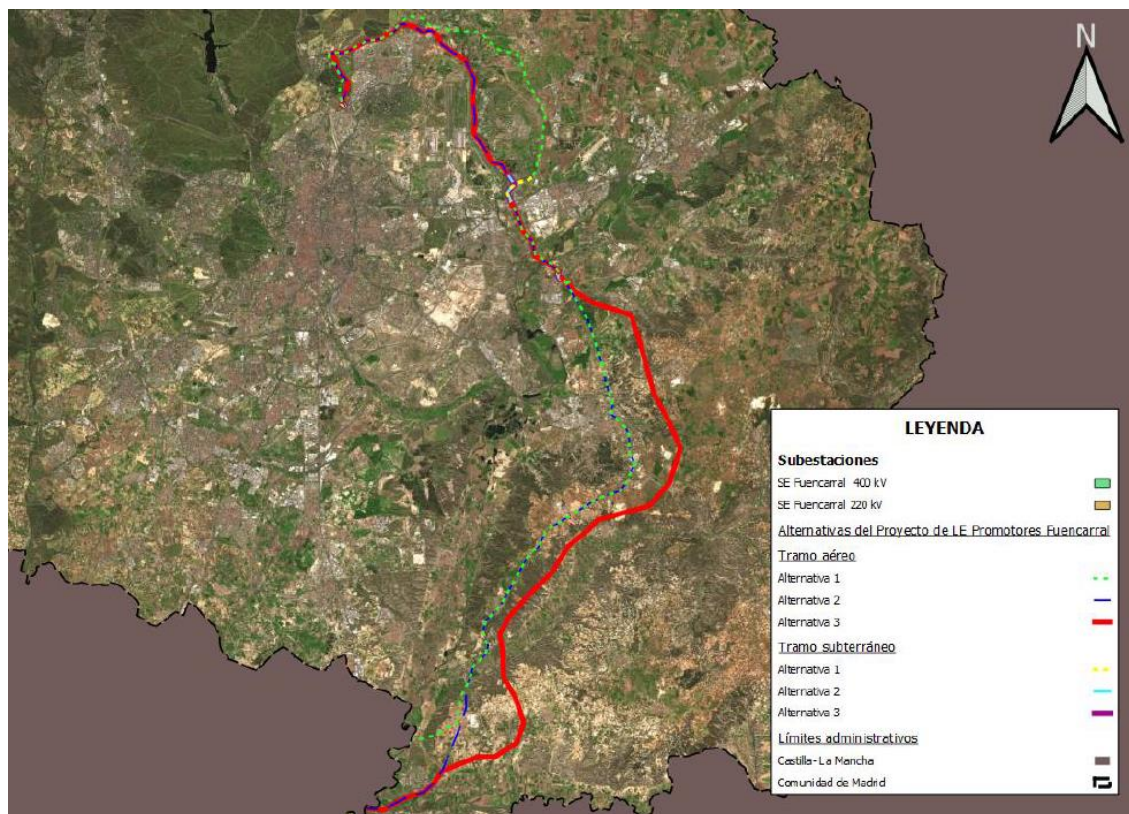 N
LEYENDA
Subestaciones
SE Fuencarral 400 kV
SE Fuencarral 220 kV
Alternativas del Proyecto de LE Promotores Fuencarral
Tramo aéreo
Alternativa 1
Alternativa 2
Alternativa 3
Tramo subterráneo
Alternativa 1
Alternativa 2
Alternativa 3
Límites administrativos
Castilla-La Mancha
Comunidad de Madrid